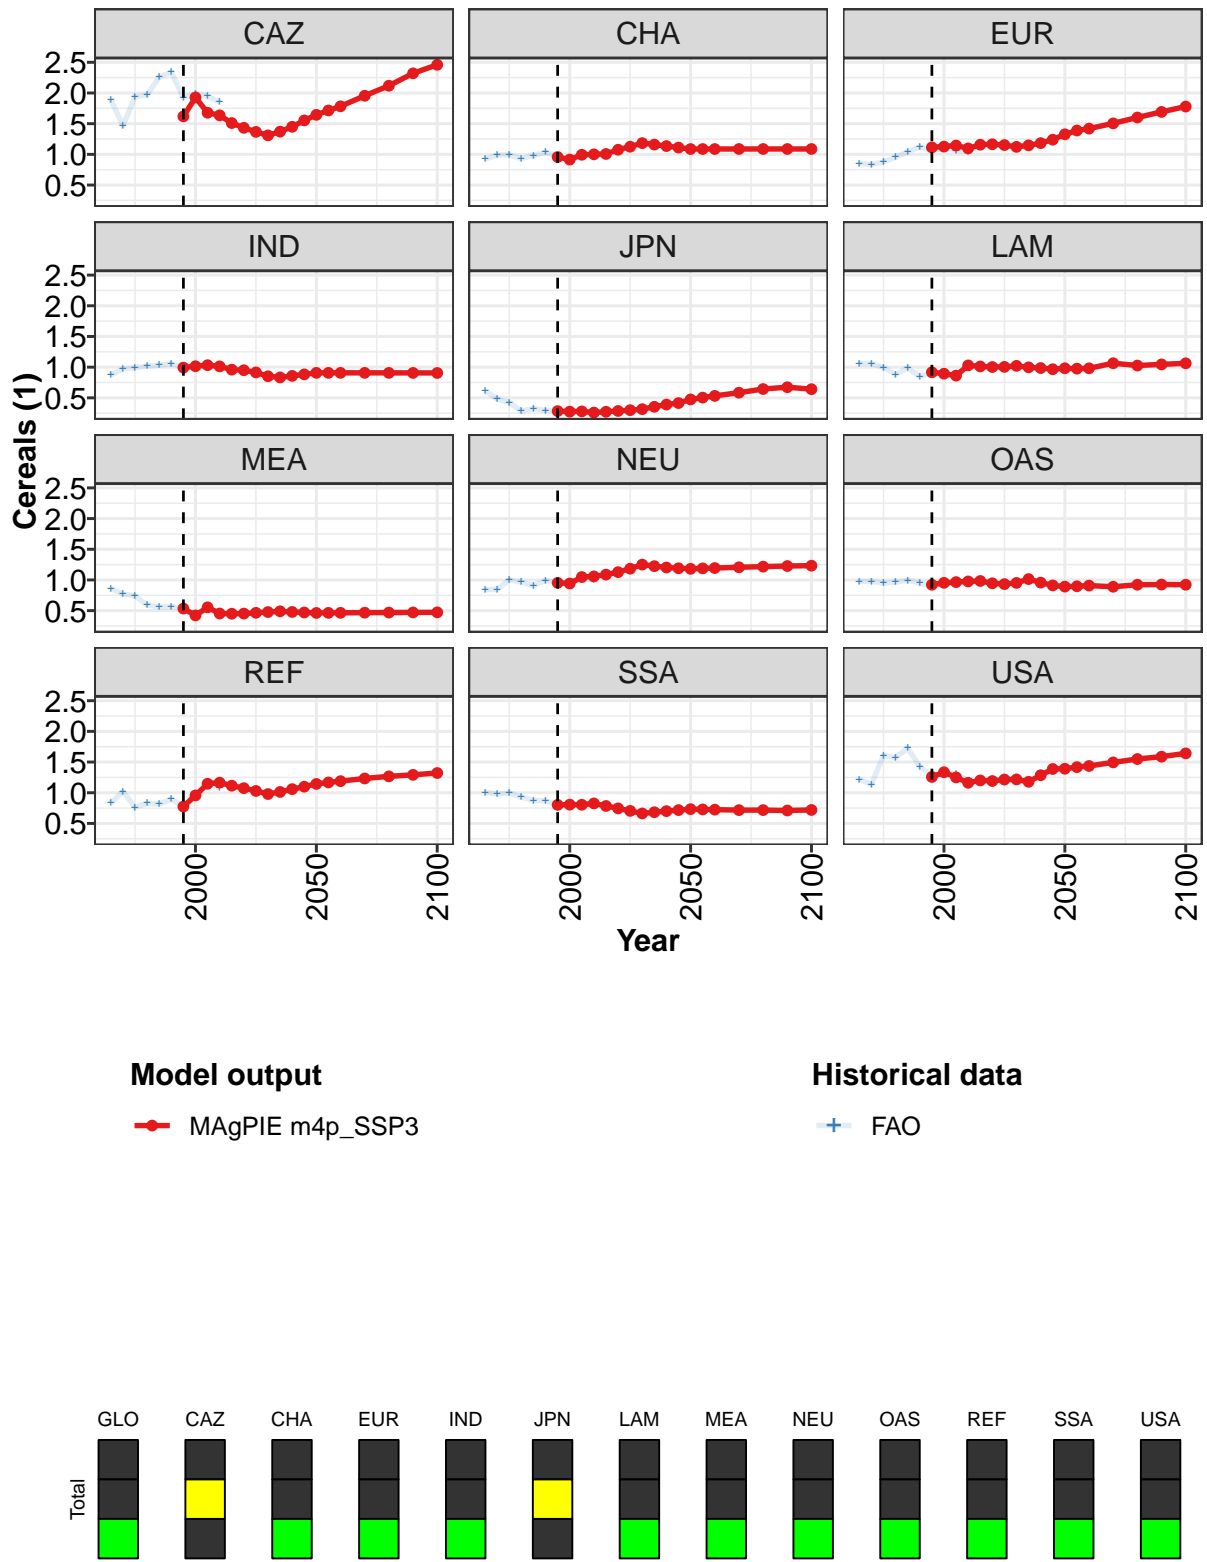 CAZ CHA EUR
2.5
2.0
1.5
1.0
0.5
IND JPN LAM
2.5
2.0
1.5
1.0
0.5
Cereals (1)
MEA NEU OAS
2.5
2.0
1.5
1.0
0.5
REF SSA USA
2.5
2.0
1.5
1.0
0.5
2000 2050 2100 2000 2050 2100 2000 2050 2100
Year
Model output Historical data
MAgPIE m4p_SSP3 FAO
GLO CAZ CHA EUR IND JPN LAM MEA NEU OAS REF SSA USA
Total